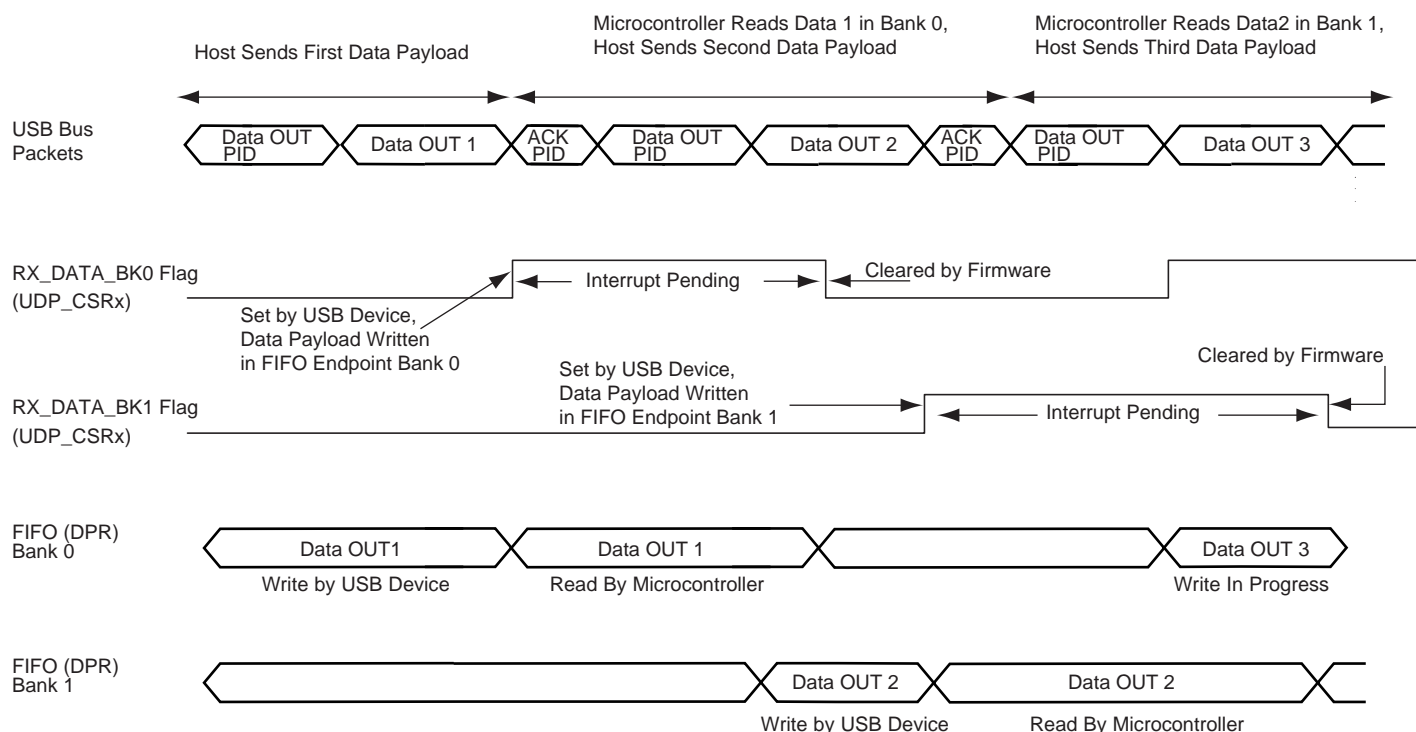 Microcontroller Reads Data 1 in Bank 0,
Host Sends Second Data Payload
Microcontroller Reads Data2 in Bank 1,
Host Sends Third Data Payload
Host Sends First Data Payload
USB Bus
Packets
Data OUT
PID
Data OUT 1
ACK
PID
Data OUT
PID
Data OUT 2
ACK
PID
Data OUT
PID
Data OUT 3
RX_DATA_BK0 Flag
(UDP_CSRx)
Interrupt Pending
Cleared by Firmware
Set by USB Device,
Data Payload Written
in FIFO Endpoint Bank 0
Cleared by Firmware
Set by USB Device,
Data Payload Written
in FIFO Endpoint Bank 1
RX_DATA_BK1 Flag
(UDP_CSRx)
Interrupt Pending
FIFO (DPR)
Bank 0
Data OUT1
Data OUT 1
Data OUT 3
Write by USB Device
Read By Microcontroller
Write In Progress
FIFO (DPR)
Bank 1
Data OUT 2
Data OUT 2
Write by USB Device
Read By Microcontroller